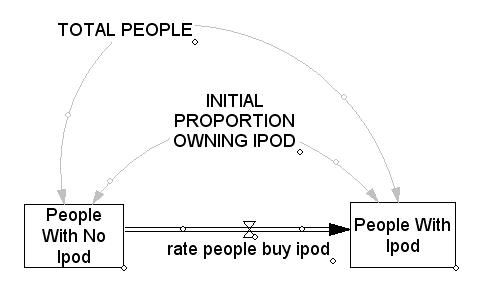 TOTAL PEOPLE
INITIAL
PROPORTION
OWNING IPOD
People
With No
Ipod
People With
Ipod
rate people buy ipod